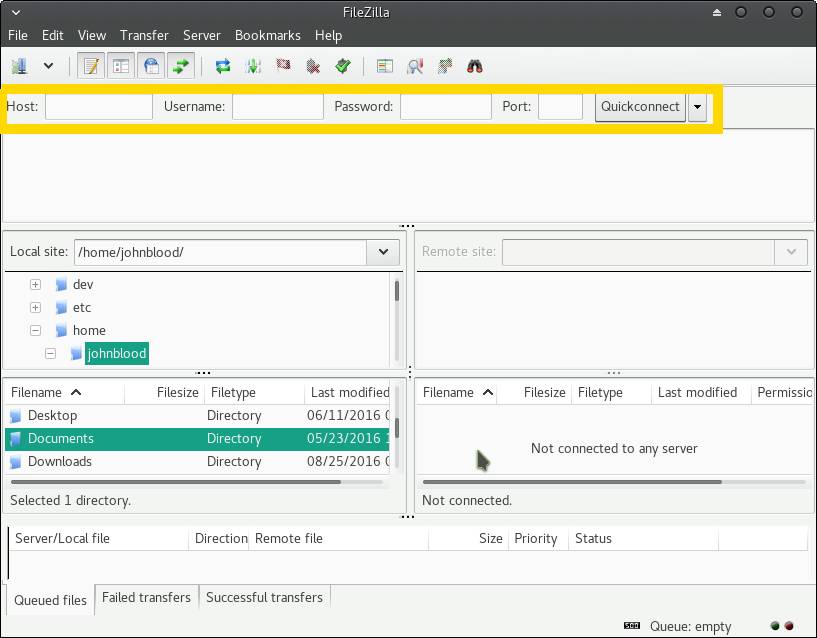 FileZilla
File Edit View Transfer Server Bookmarks Help
Host: Username: Password: Port: Quickconnect
Local site: /home/johnblood/ Remote site:
dev
etc
home
johnblood
Filename Filesize Filetype Last modified Filename Filesize Filetype Last modified Permissio
Desktop Directory 06/11/2016
Documents Directory 05/23/2016 1
Downloads Directory 08/25/2016
Not connected to any server
Selected 1 directory. Not connected.
Server/Local file Direction Remote file Size Priority Status
Queued files Failed transfers Successful transfers
Queue: empty